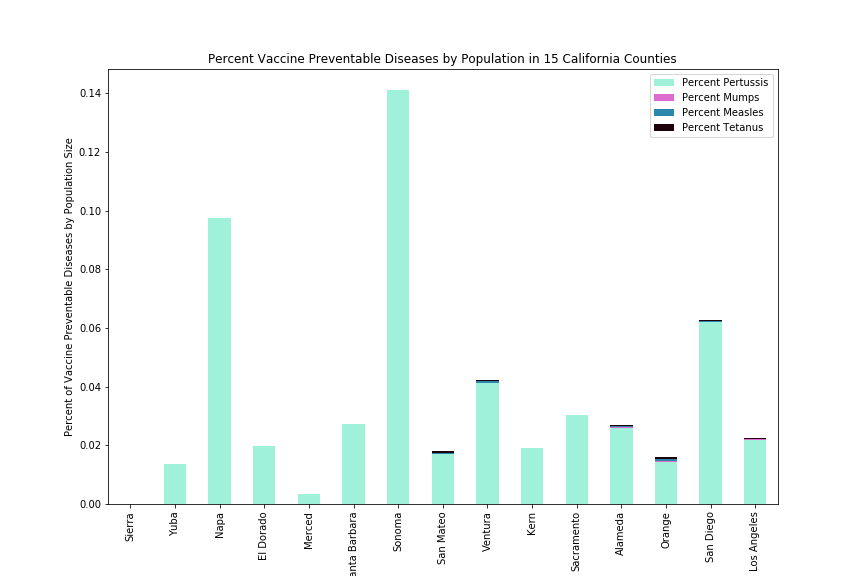 Percent Vaccine Preventable Diseases by Population in 15 California Counties
Percent Pertussis
Percent Mumps
Percent Measles
Percent Tetanus
Percent of Vaccine Preventable Diseases by Population Size
0.14
0.12
0.10
0.08
0.06
0.04
0.02
0.00
Sierra
Yuba
Napa
El Dorado
Merced
anta Barbara
Sonoma
San Mateo
Ventura
Kern
Sacramento
Alameda
Orange
San Diego
Los Angeles